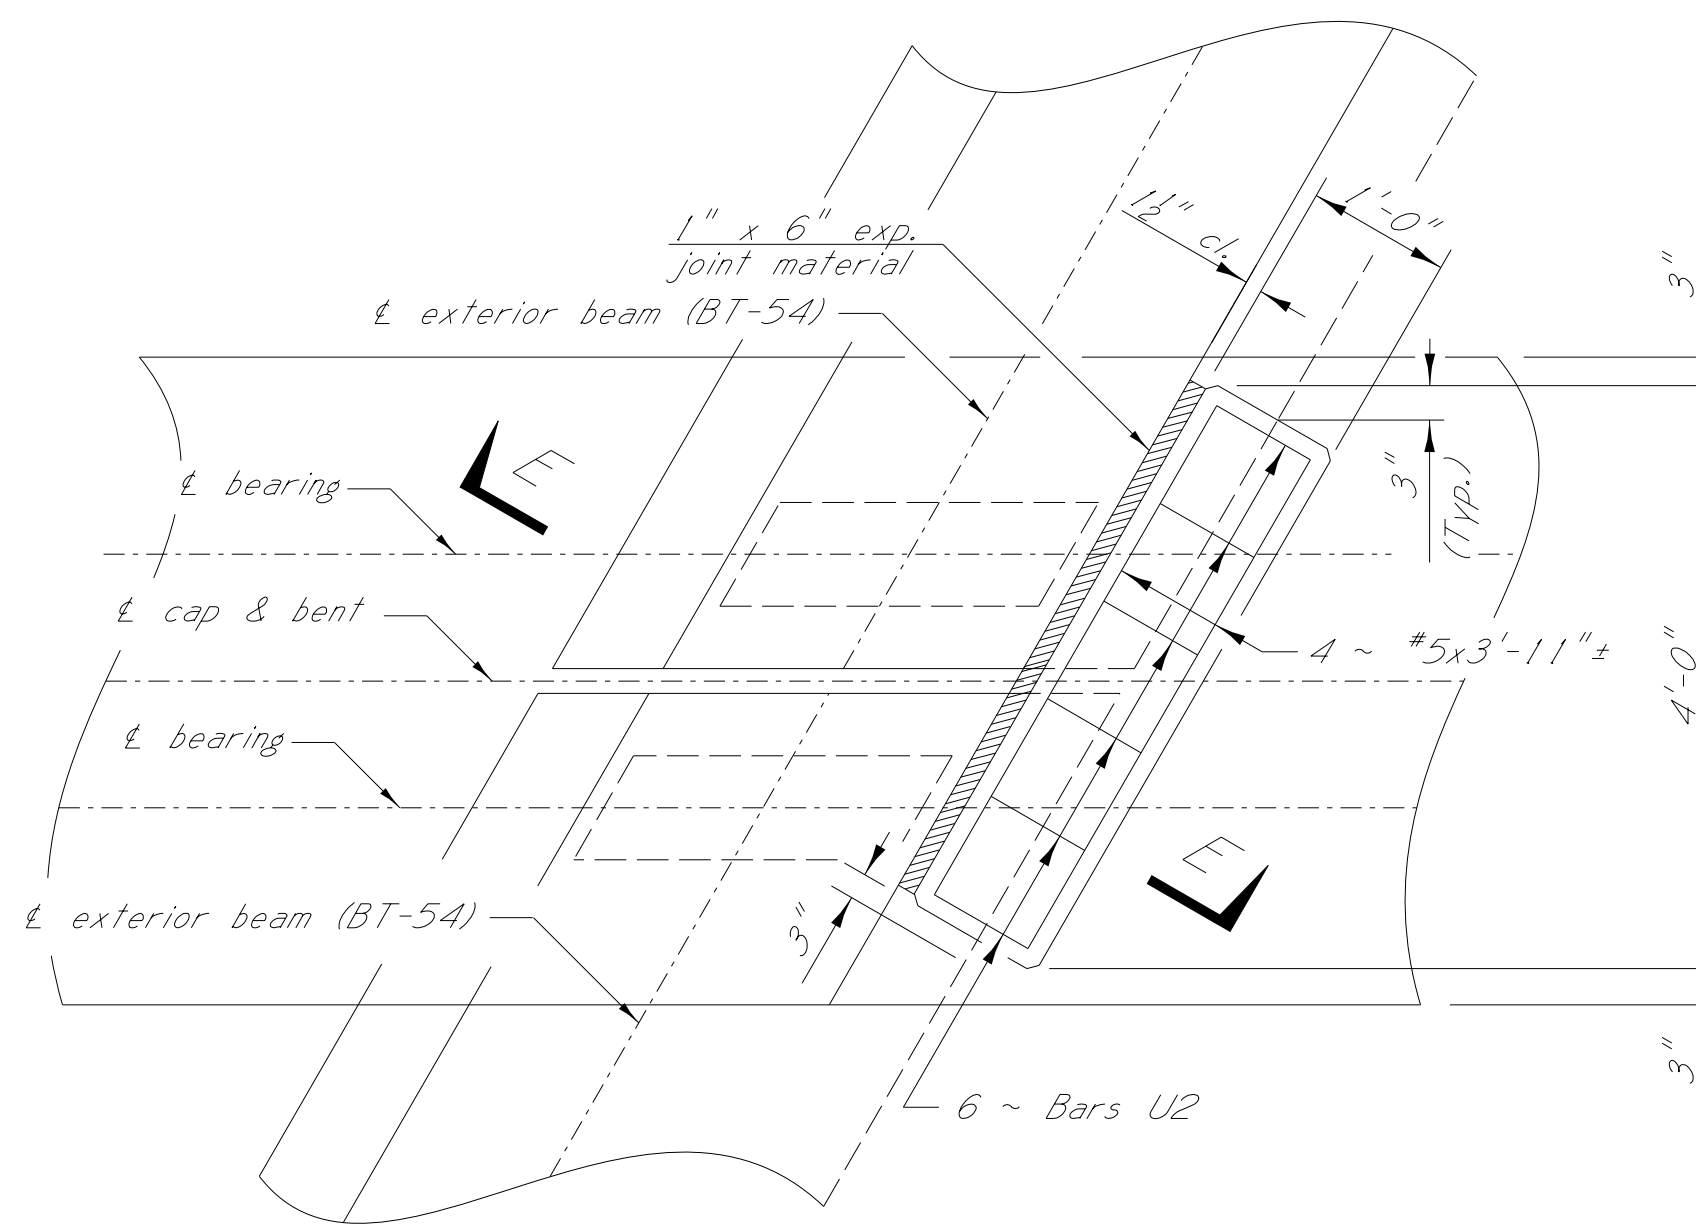 1" x 6" exp.
joint material
℄ exterior beam (BT-54)
1½" cl.
1'-0"
3"
E
℄ bearing
3"
(Typ.)
℄ cap & bent
4 ~ #5x3'-11"±
4'-0"
℄ bearing
E
℄ exterior beam (BT-54)
3"
3"
6 ~ Bars U2